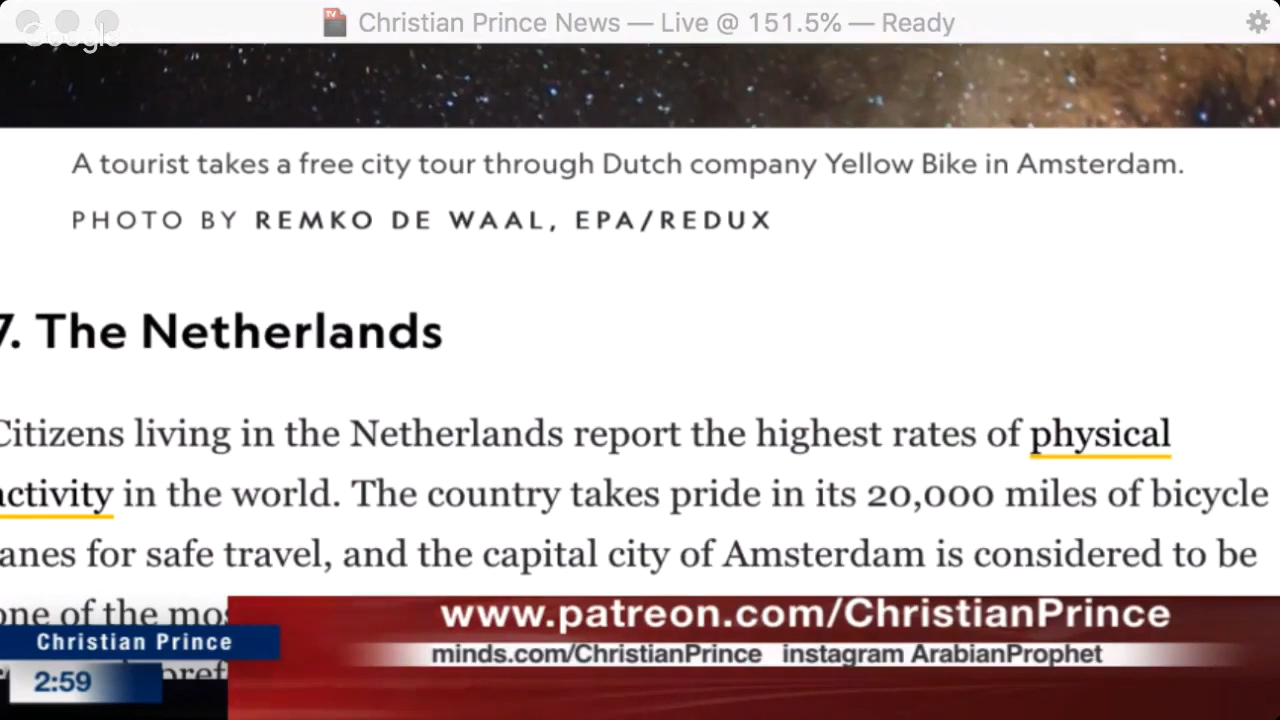 Christian Prince News — Live @ 151.5% — Ready
Google
A tourist takes a free city tour through Dutch company Yellow Bike in Amsterdam.
PHOTO BY REMKO DE WAAL, EPA/REDUX
7. The Netherlands
Citizens living in the Netherlands report the highest rates of physical
activity in the world. The country takes pride in its 20,000 miles of bicycle
lanes for safe travel, and the capital city of Amsterdam is considered to be
one of the mos
www.patreon.com/ChristianPrince
Christian Prince
minds.com/ChristianPrince instagram ArabianProphet
2:59